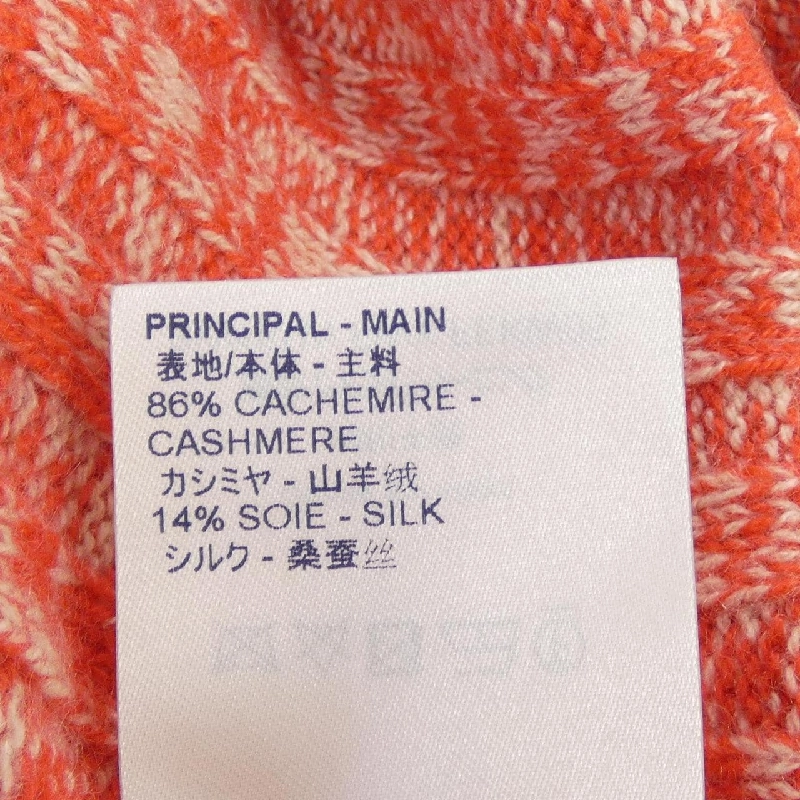 PRINCIPAL - MAIN
表地/本体 - 主料
86% CACHEMIRE -
CASHMERE
カシミヤ - 山羊绒
14% SOIE - SILK
シルク - 桑蚕丝